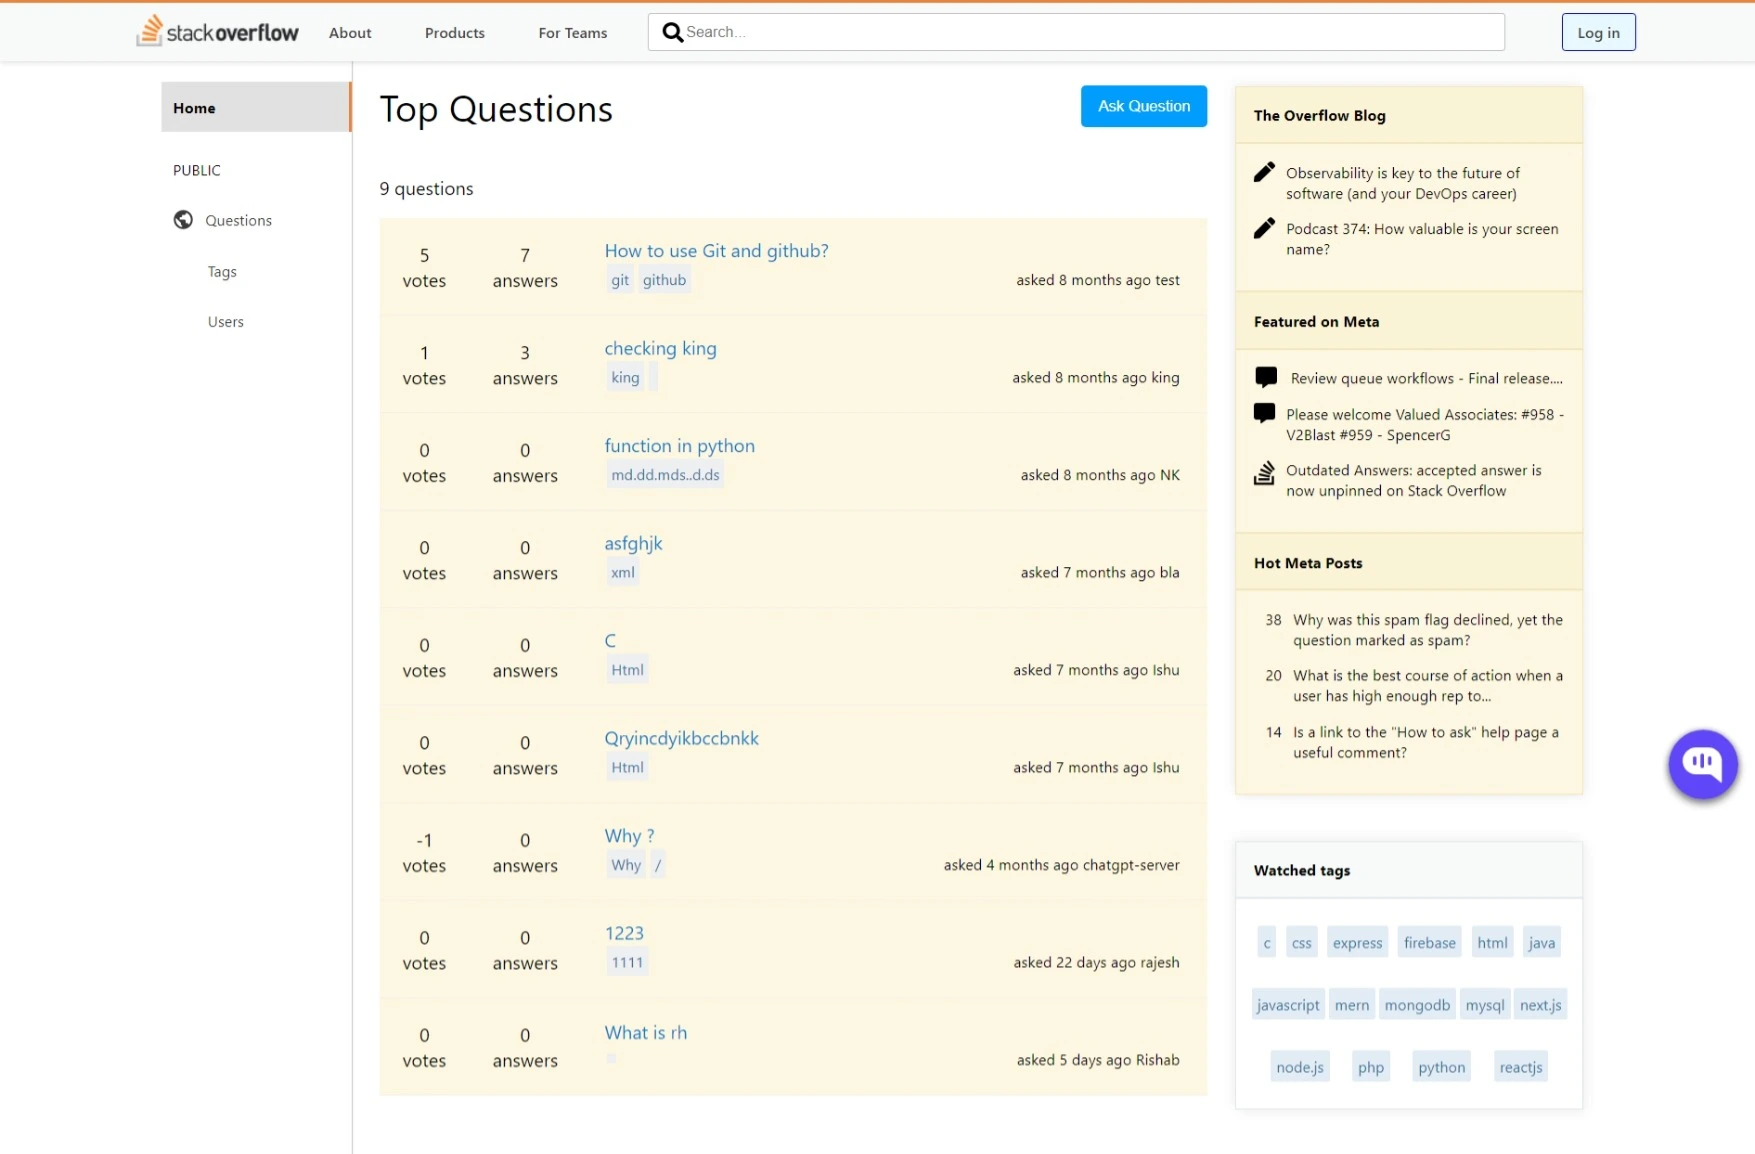 stackoverflow About Products For Teams Search... Log in
Home
PUBLIC
Questions
Tags
Users
Top Questions
Ask Question
9 questions
5 votes
7 answers
How to use Git and github?
git github
asked 8 months ago test
1 votes
3 answers
checking king
king
asked 8 months ago king
0 votes
0 answers
function in python
md.dd.mds..d.ds
asked 8 months ago NK
0 votes
0 answers
asfghjk
xml
asked 7 months ago bla
0 votes
0 answers
C
Html
asked 7 months ago Ishu
0 votes
0 answers
Qryincdyikbccbnkk
Html
asked 7 months ago Ishu
-1 votes
0 answers
Why ?
Why /
asked 4 months ago chatgpt-server
0 votes
0 answers
1223
1111
asked 22 days ago rajesh
0 votes
0 answers
What is rh
asked 5 days ago Rishab
The Overflow Blog
Observability is key to the future of
software (and your DevOps career)
Podcast 374: How valuable is your screen
name?
Featured on Meta
Review queue workflows - Final release....
Please welcome Valued Associates: #958 -
V2Blast #959 - SpencerG
Outdated Answers: accepted answer is
now unpinned on Stack Overflow
Hot Meta Posts
38 Why was this spam flag declined, yet the
question marked as spam?
20 What is the best course of action when a
user has high enough rep to...
14 Is a link to the "How to ask" help page a
useful comment?
Watched tags
c css express firebase html java
javascript mern mongodb mysql next.js
node.js php python reactjs